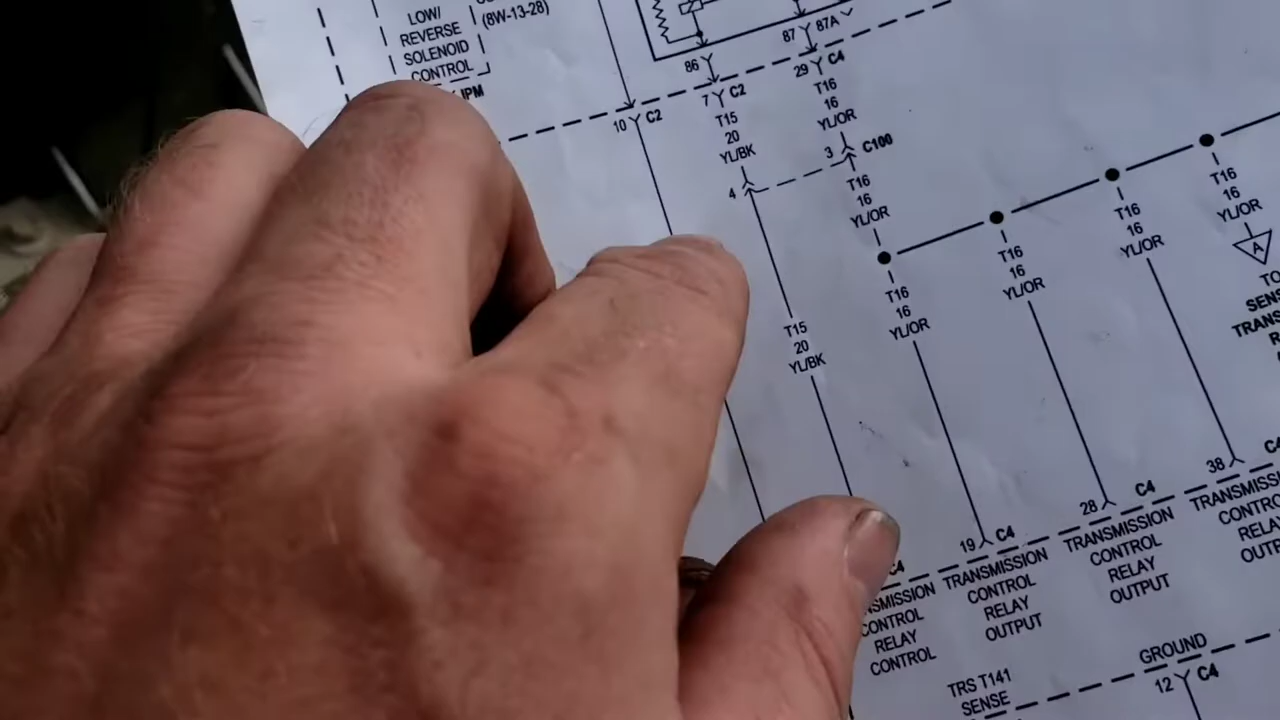 LOW/
REVERSE
SOLENOID
CONTROL
(8W-13-28)
IPM
86
87
87A
10
C2
7
C2
29
C4
T15
20
YL/BK
T16
16
YL/OR
4
3
C100
T16
16
YL/OR
T15
20
YL/BK
T16
16
YL/OR
T16
16
YL/OR
T16
16
YL/OR
T16
16
YL/OR
A
TO
C4
CONTROL
RELAY
CONTROL
19
C4
TRANSMISSION
CONTROL
RELAY
OUTPUT
28
C4
TRANSMISSION
CONTROL
RELAY
OUTPUT
38
RELAY
TRS T141
SENSE
GROUND
12
C4